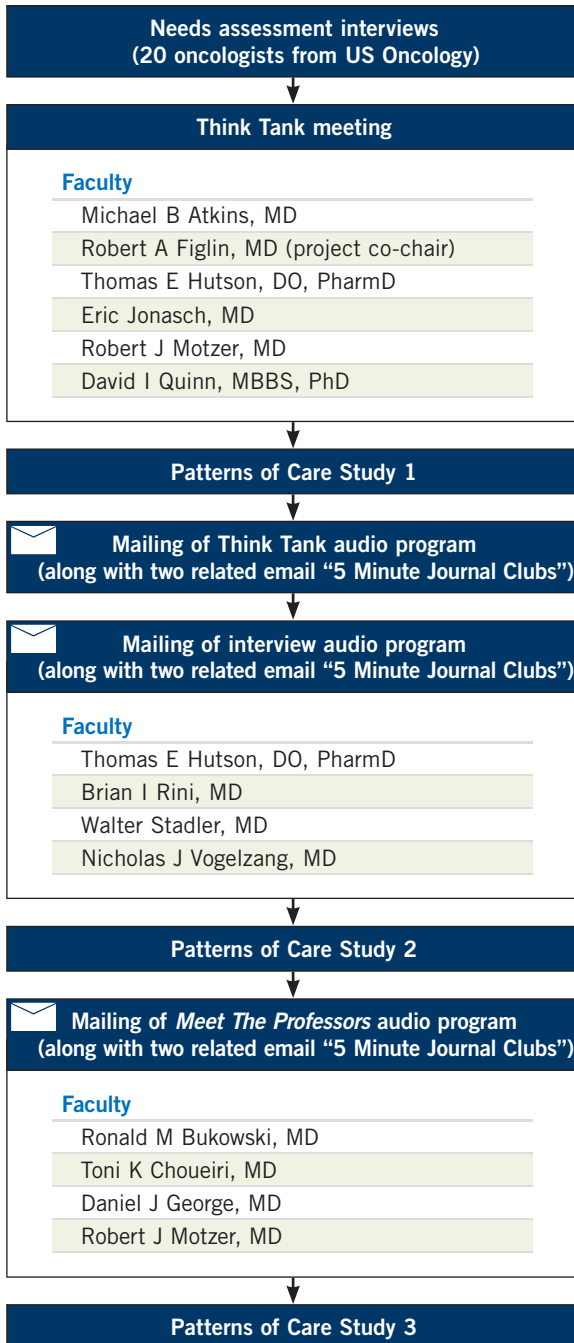 Needs assessment interviews
(20 oncologists from US Oncology)
Think Tank meeting
Faculty
Michael B Atkins, MD
Robert A Figlin, MD (project co-chair)
Thomas E Hutson, DO, PharmD
Eric Jonasch, MD
Robert J Motzer, MD
David I Quinn, MBBS, PhD
Patterns of Care Study 1
Mailing of Think Tank audio program
(along with two related email “5 Minute Journal Clubs”)
Mailing of interview audio program
(along with two related email “5 Minute Journal Clubs”)
Faculty
Thomas E Hutson, DO, PharmD
Brian I Rini, MD
Walter Stadler, MD
Nicholas J Vogelzang, MD
Patterns of Care Study 2
Mailing of Meet The Professors audio program
(along with two related email “5 Minute Journal Clubs”)
Faculty
Ronald M Bukowski, MD
Toni K Choueiri, MD
Daniel J George, MD
Robert J Motzer, MD
Patterns of Care Study 3